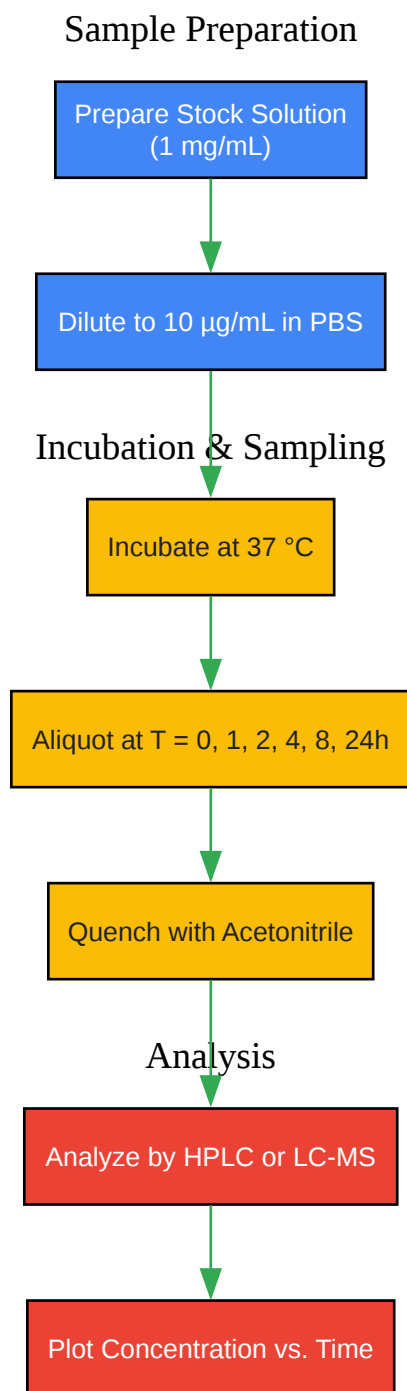 Sample Preparation
Prepare Stock Solution
(1 mg/mL)
Dilute to 10 µg/mL in PBS
Incubation & Sampling
Incubate at 37 °C
Aliquot at T = 0, 1, 2, 4, 8, 24h
Quench with Acetonitrile
Analysis
Analyze by HPLC or LC-MS
Plot Concentration vs. Time